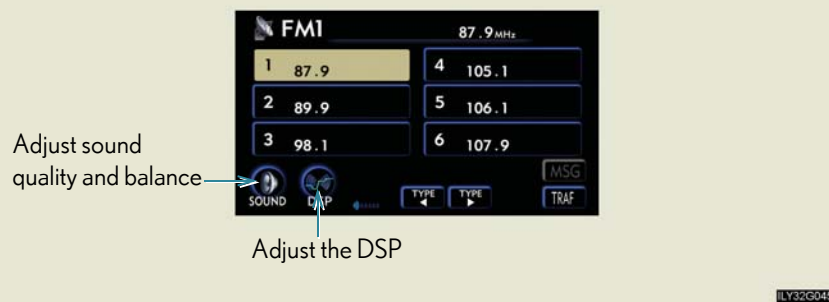 FM1
87.9MHz
1 87.9
4 105.1
2 89.9
5 106.1
3 98.1
6 107.9
Adjust sound
quality and balance
MSG
SOUND
DSP
TYPE
TYPE
TRAF
Adjust the DSP